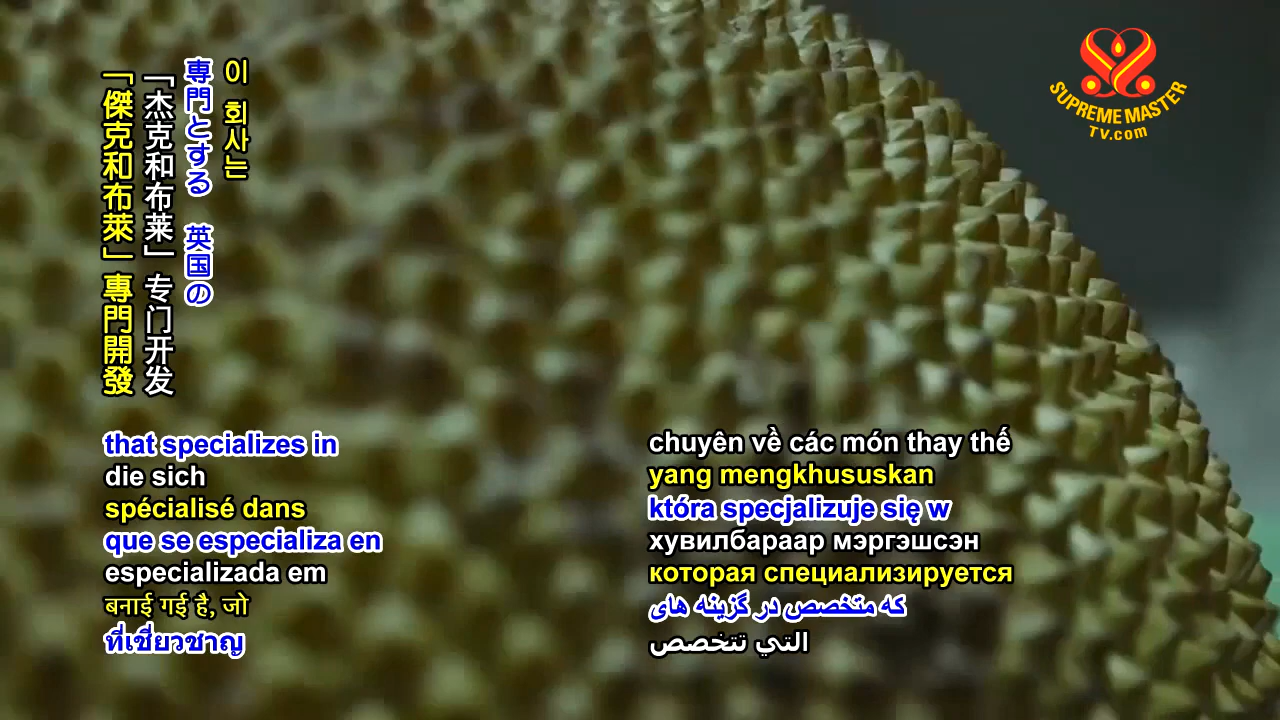 이 회사는
専門とする 英国の
「杰克和布莱」专门开发
「傑克和布萊」專門開發
that specializes in
die sich
spécialisé dans
que se especializa en
especializada em
बनाई गई है, जो
ที่เชี่ยวชาญ
chuyên về các món thay thế
yang mengkhususkan
która specjalizuje się w
хувилбараар мэргэшсэн
которая специализируется
که متخصص در گزینه های
التي تتخصص
SUPREME MASTER
TV.com